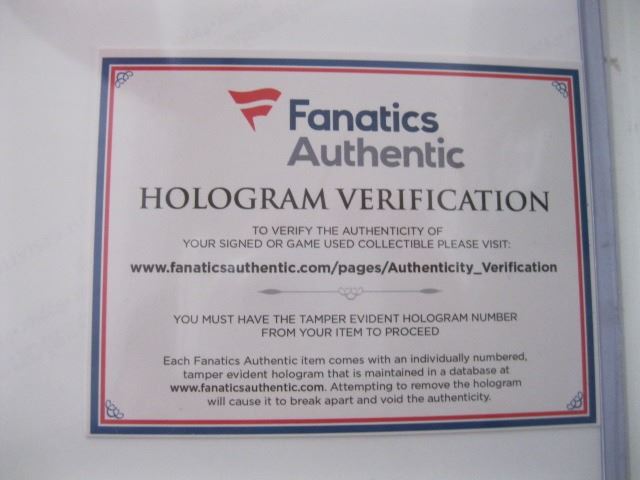 Fanatics
Authentic
HOLOGRAM VERIFICATION
TO VERIFY THE AUTHENTICITY OF
YOUR SIGNED OR GAME USED COLLECTIBLE PLEASE VISIT:
www.fanaticsauthentic.com/pages/Authenticity_Verification
YOU MUST HAVE THE TAMPER EVIDENT HOLOGRAM NUMBER
FROM YOUR ITEM TO PROCEED
Each Fanatics Authentic item comes with an individually numbered,
tamper evident hologram that is maintained in a database at
www.fanaticsauthentic.com. Attempting to remove the hologram
will cause it to break apart and void the authenticity.